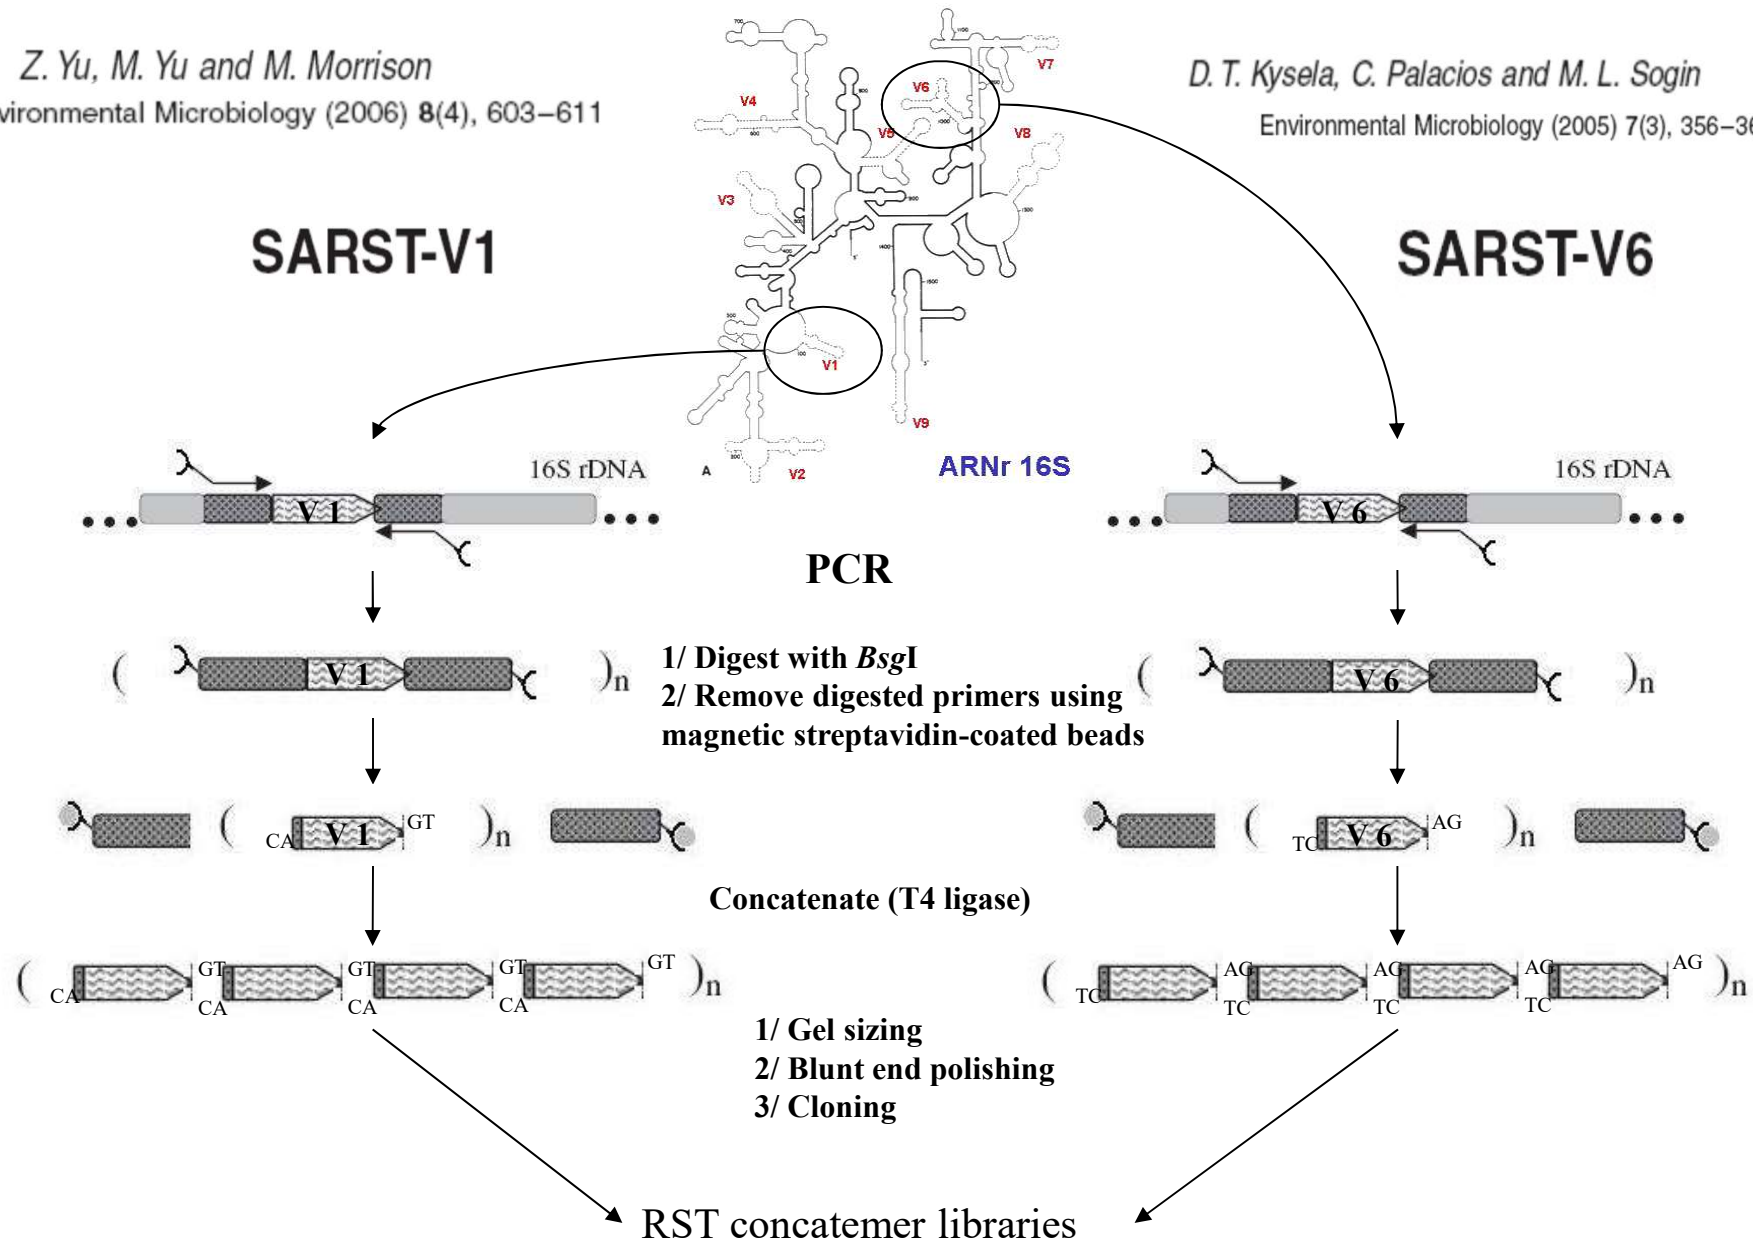 Z. Yu, M. Yu and M. Morrison
vironmental Microbiology (2006) 8(4), 603–611
D. T. Kysela, C. Palacios and M. L. Sogin
Environmental Microbiology (2005) 7(3), 356–36
SARST-V1
SARST-V6
V7
V6
V4
V5
V8
V3
V1
V9
V2
A
ARNr 16S
16S rDNA
V 1
16S rDNA
V 6
PCR
( V 1 )n
1/ Digest with BsgI
2/ Remove digested primers using
magnetic streptavidin-coated beads
( V 6 )n
( CA V 1 GT )n
( TC V 6 AG )n
Concatenate (T4 ligase)
( CA GT CA GT CA GT CA GT )n
( TC AG TC AG TC AG TC AG )n
1/ Gel sizing
2/ Blunt end polishing
3/ Cloning
RST concatemer libraries